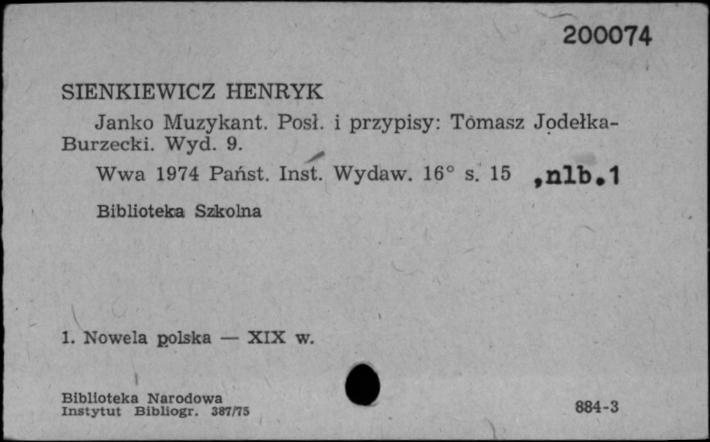 200074
SIENKIEWICZ HENRYK
Janko Muzykant. Posł. i przypisy: Tomasz Jodełka-
Burzecki. Wyd. 9.
Wwa 1974 Państ. Inst. Wydaw. 16° s. 15 ,nlb.1
Biblioteka Szkolna
1. Nowela polska — XIX w.
Biblioteka Narodowa
Instytut Bibliogr. 387/75
884-3